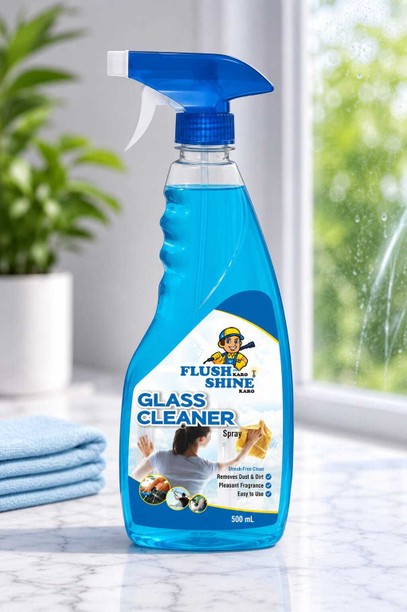 FLUSH
KARO
SHINE
KARO
GLASS
CLEANER
Spray
Streak-Free Clean
Removes Dust & Dirt
Pleasant Fragrance
Easy to Use
500 mL